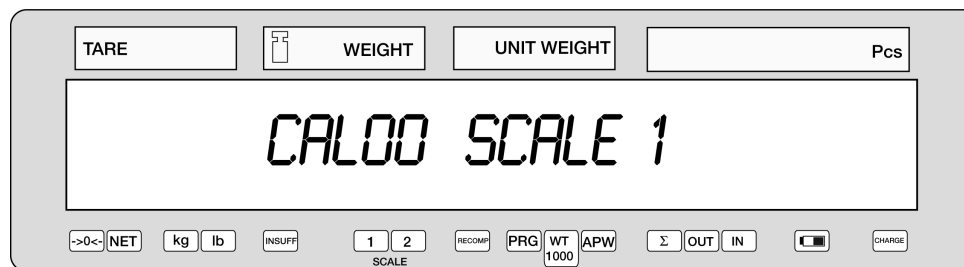 TARE WEIGHT UNIT WEIGHT Pcs
CAL00 SCALE 1
->0<- NET kg lb INSUFF 1 2 RECOMP PRG WT 1000 APW Σ OUT IN CHARGE
SCALE